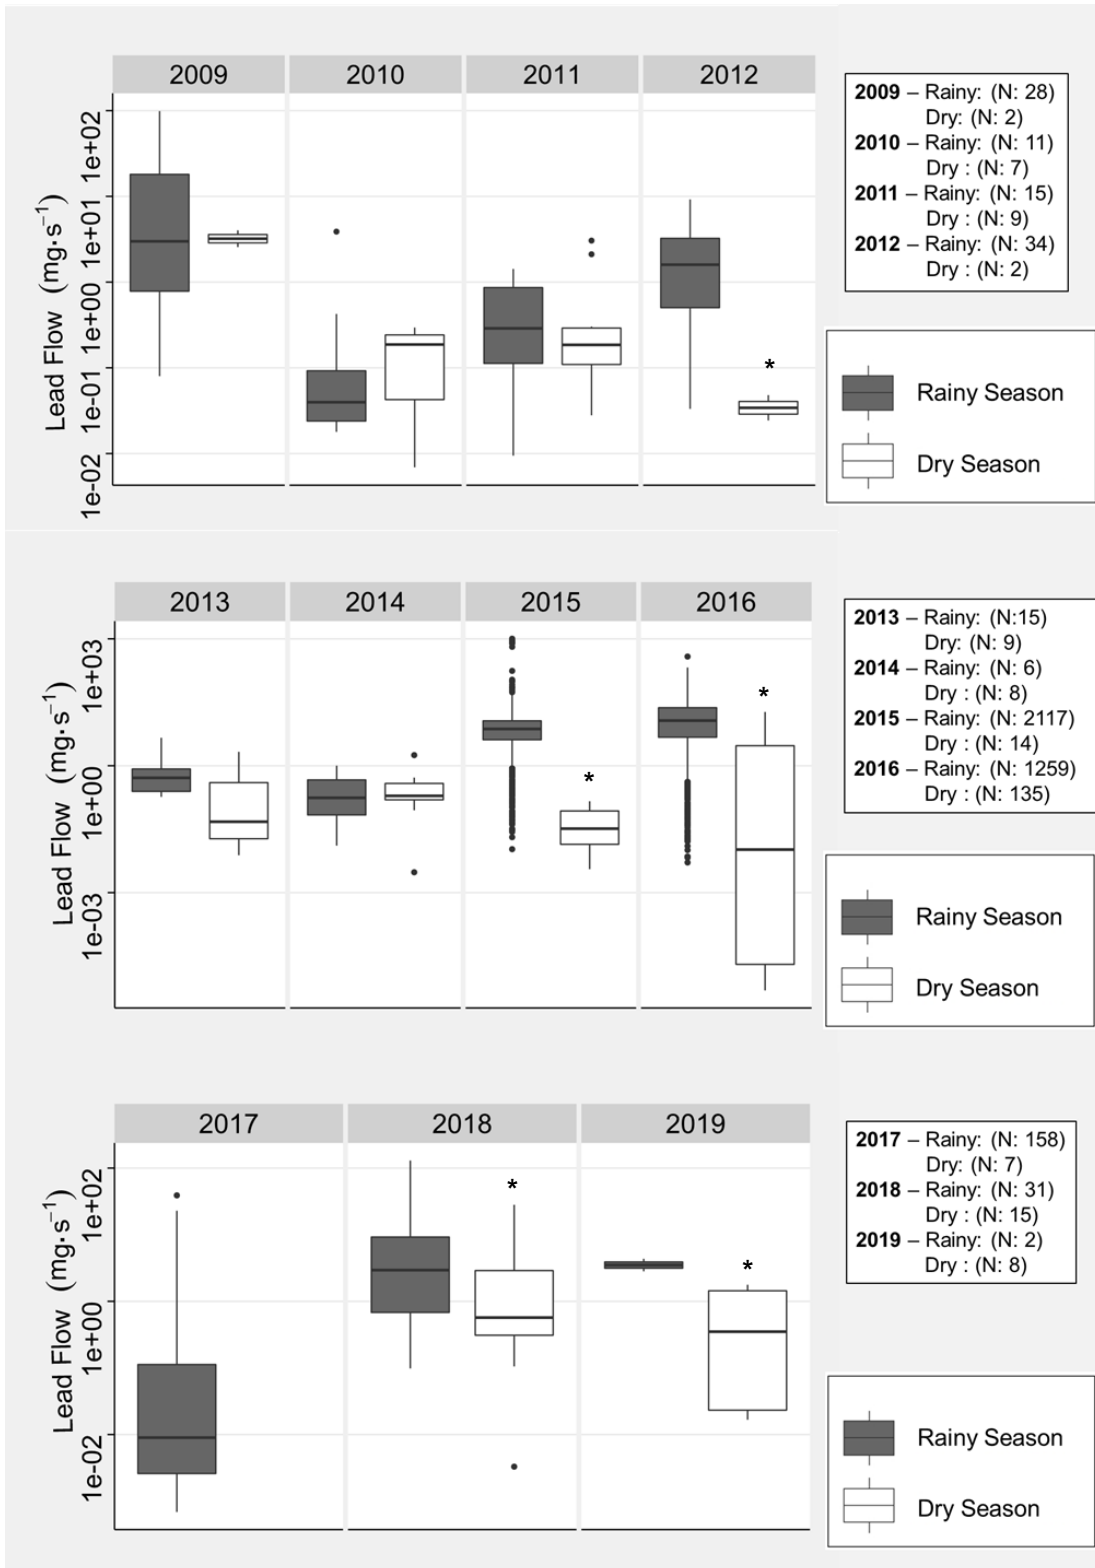 2009 2010 2011 2012
Lead Flow (mg·s⁻¹)
1e+02
1e+01
1e+00
1e-01
1e-02
*
2009 – Rainy: (N: 28)
Dry: (N: 2)
2010 – Rainy: (N: 11)
Dry : (N: 7)
2011 – Rainy: (N: 15)
Dry : (N: 9)
2012 – Rainy: (N: 34)
Dry : (N: 2)
Rainy Season
Dry Season
2013 2014 2015 2016
Lead Flow (mg·s⁻¹)
1e+03
1e+00
1e-03
*
*
2013 – Rainy: (N:15)
Dry: (N: 9)
2014 – Rainy: (N: 6)
Dry : (N: 8)
2015 – Rainy: (N: 2117)
Dry : (N: 14)
2016 – Rainy: (N: 1259)
Dry : (N: 135)
Rainy Season
Dry Season
2017 2018 2019
Lead Flow (mg·s⁻¹)
1e+02
1e+00
1e-02
*
*
2017 – Rainy: (N: 158)
Dry: (N: 7)
2018 – Rainy: (N: 31)
Dry : (N: 15)
2019 – Rainy: (N: 2)
Dry : (N: 8)
Rainy Season
Dry Season